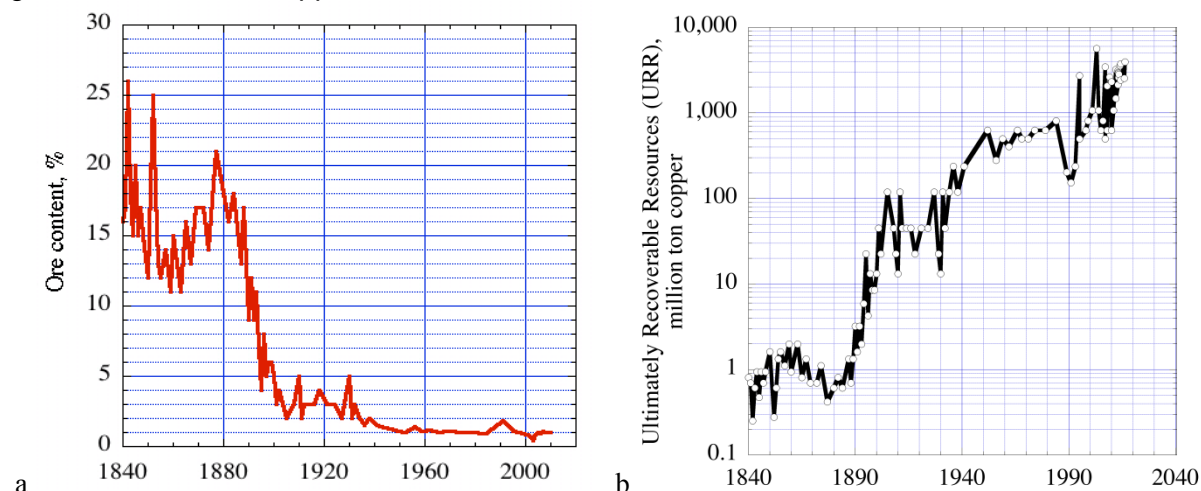 30
25
20
15
10
5
0
Ore content, %
1840 1880 1920 1960 2000
a
10,000
1,000
100
10
1
0.1
Ultimately Recoverable Resources (URR),
million ton copper
1840 1890 1940 1990 2040
b